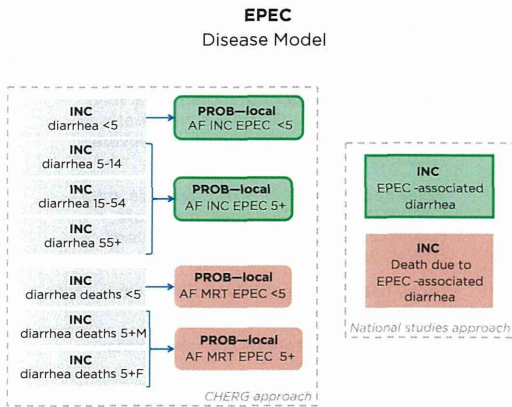 EPEC
Disease Model
INC
diarrhea <5
PROB—local
AF INC EPEC <5
INC
diarrhea 5-14
INC
diarrhea 15-54
INC
diarrhea 55+
PROB—local
AF INC EPEC 5+
INC
diarrhea deaths <5
PROB—local
AF MRT EPEC <5
INC
diarrhea deaths 5+M
INC
diarrhea deaths 5+F
PROB—local
AF MRT EPEC 5+
CHERG approach
INC
EPEC -associated
diarrhea
INC
Death due to
EPEC -associated
diarrhea
National studies approach